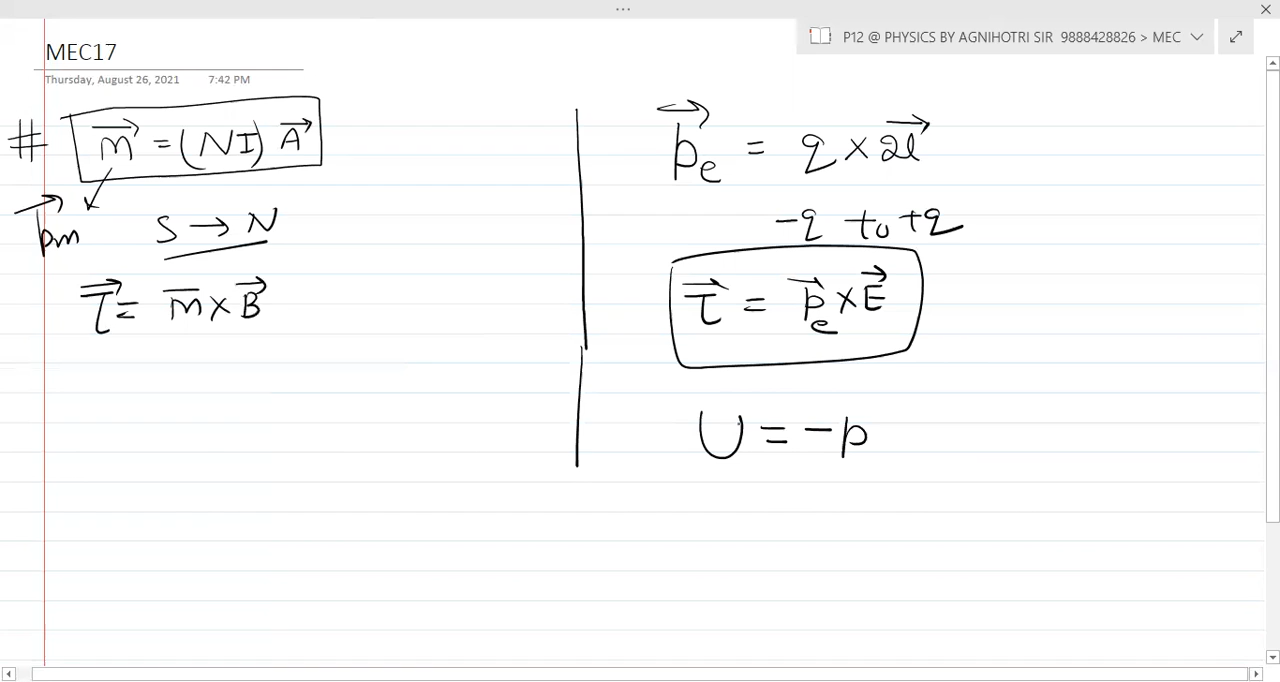 P12 @ PHYSICS BY AGNIHOTRI SIR 9888428826 > MEC
MEC17
Thursday, August 26, 2021 7:42 PM
# m⃗ = (NI) A⃗
p⃗m
S → N
τ⃗ = m̅ × B⃗
p⃗e = q × 2l⃗
-q to +q
τ⃗ = p⃗e × E⃗
U = -p